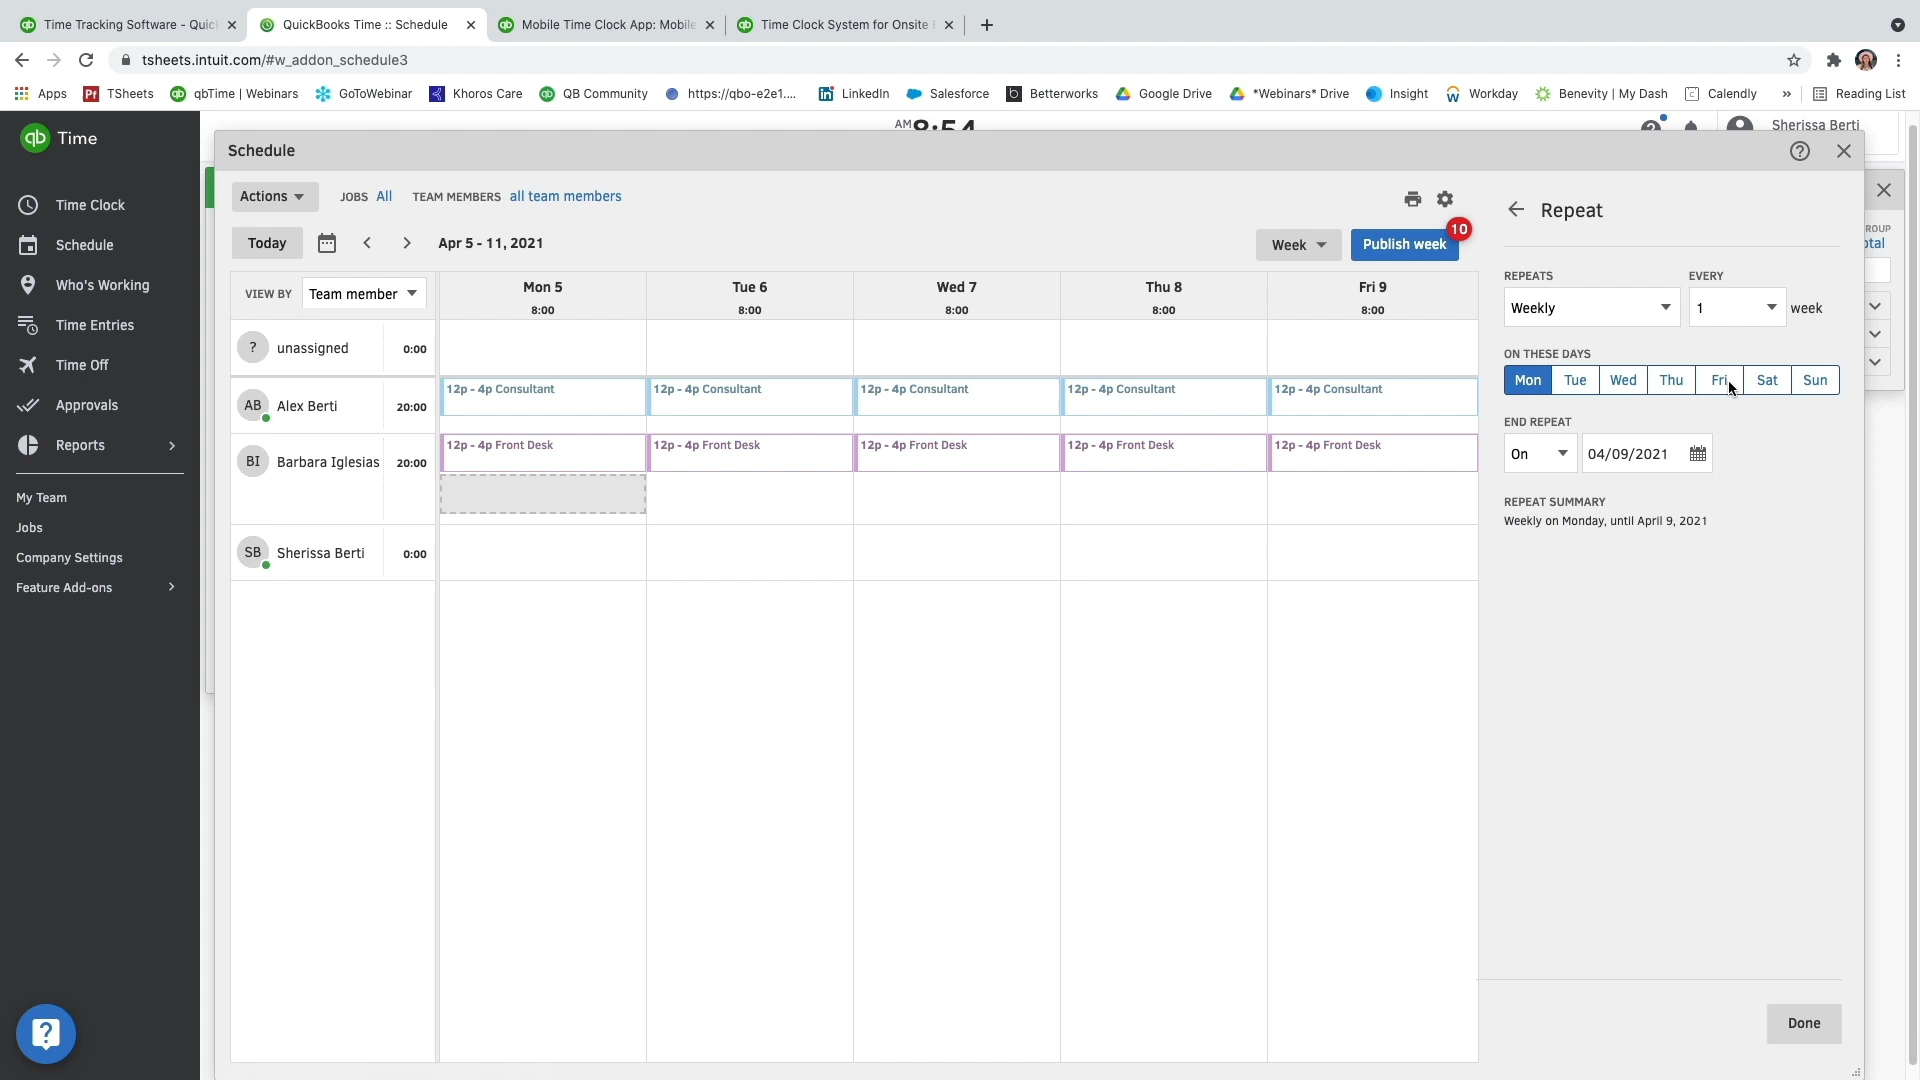 Time Tracking Software - Quic
QuickBooks Time :: Schedule
Mobile Time Clock App: Mobile
Time Clock System for Onsite
tsheets.intuit.com/#w_addon_schedule3
Apps
TSheets
qbTime | Webinars
GoToWebinar
Khoros Care
QB Community
https://qbo-e2e1....
LinkedIn
Salesforce
Betterworks
Google Drive
*Webinars* Drive
Insight
Workday
Benevity | My Dash
Calendly
»
Reading List
qb Time
AM 8:54
Sherissa Berti
Time Clock
Schedule
Who's Working
Time Entries
Time Off
Approvals
Reports
My Team
Jobs
Company Settings
Feature Add-ons
Schedule
Actions
JOBS All
TEAM MEMBERS all team members
Today
Apr 5 - 11, 2021
Week
Publish week
10
VIEW BY
Team member
Mon 5
8:00
Tue 6
8:00
Wed 7
8:00
Thu 8
8:00
Fri 9
8:00
? unassigned 0:00
AB Alex Berti 20:00
12p - 4p Consultant
12p - 4p Consultant
12p - 4p Consultant
12p - 4p Consultant
12p - 4p Consultant
BI Barbara Iglesias 20:00
12p - 4p Front Desk
12p - 4p Front Desk
12p - 4p Front Desk
12p - 4p Front Desk
12p - 4p Front Desk
SB Sherissa Berti 0:00
Repeat
REPEATS
EVERY
Weekly
1
week
ON THESE DAYS
Mon
Tue
Wed
Thu
Fri
Sat
Sun
END REPEAT
On
04/09/2021
REPEAT SUMMARY
Weekly on Monday, until April 9, 2021
Done
ROUP
otal